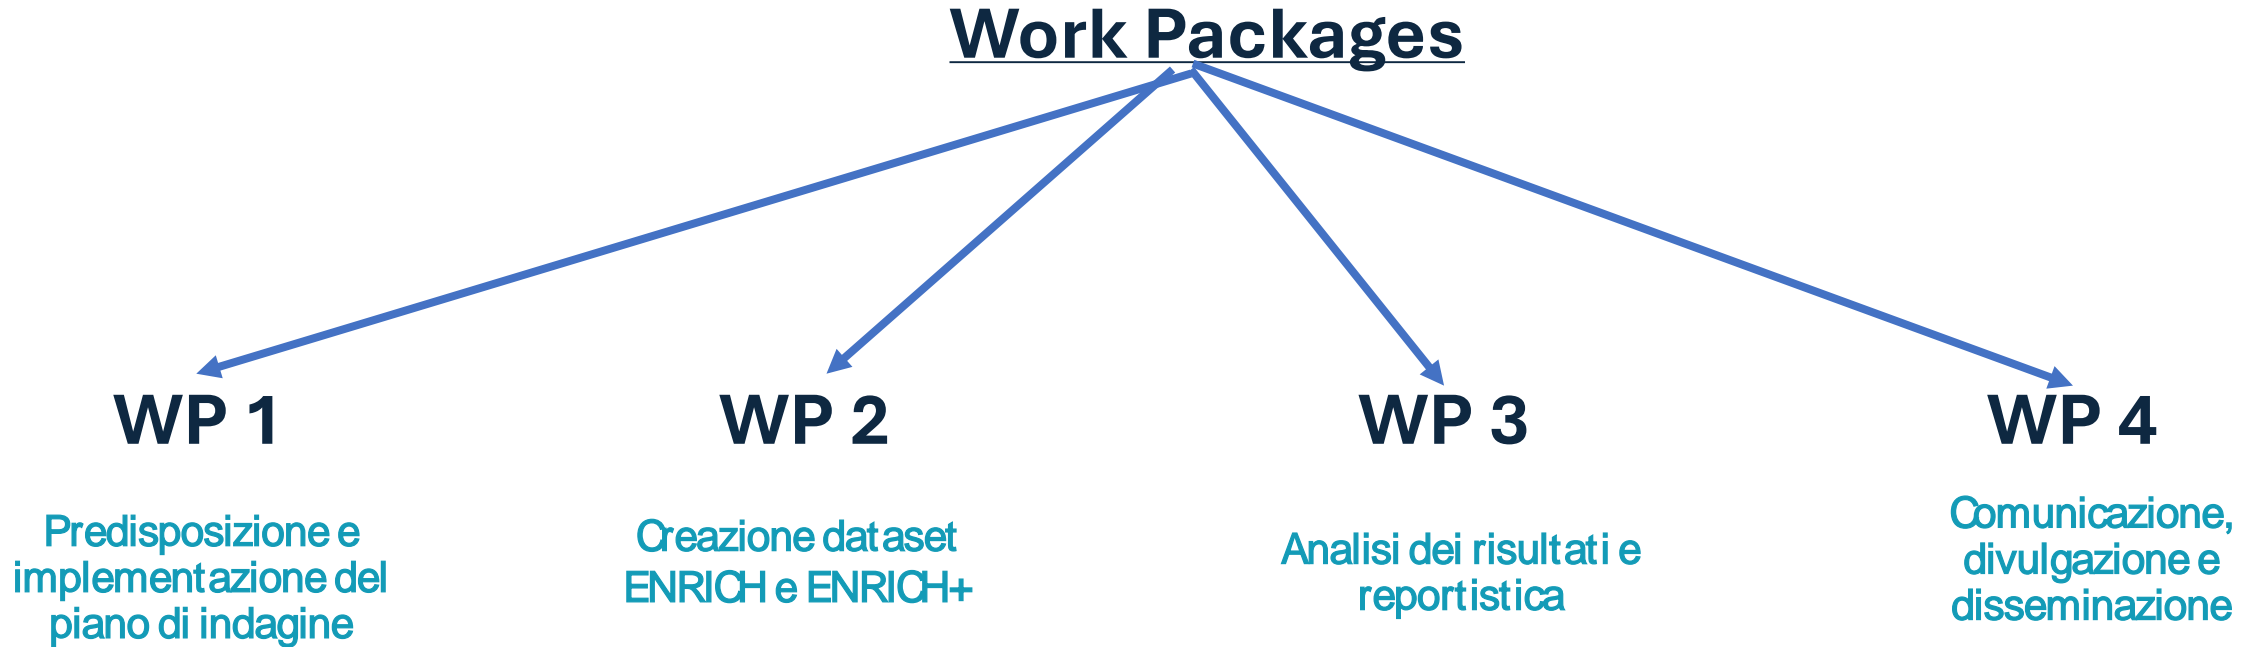 Work Packages
WP 1
WP 2
WP 3
WP 4
Predisposizione e
implementazione del
piano di indagine
Creazione dataset
ENRICH e ENRICH+
Analisi dei risultati e
reportistica
Comunicazione,
divulgazione e
disseminazione